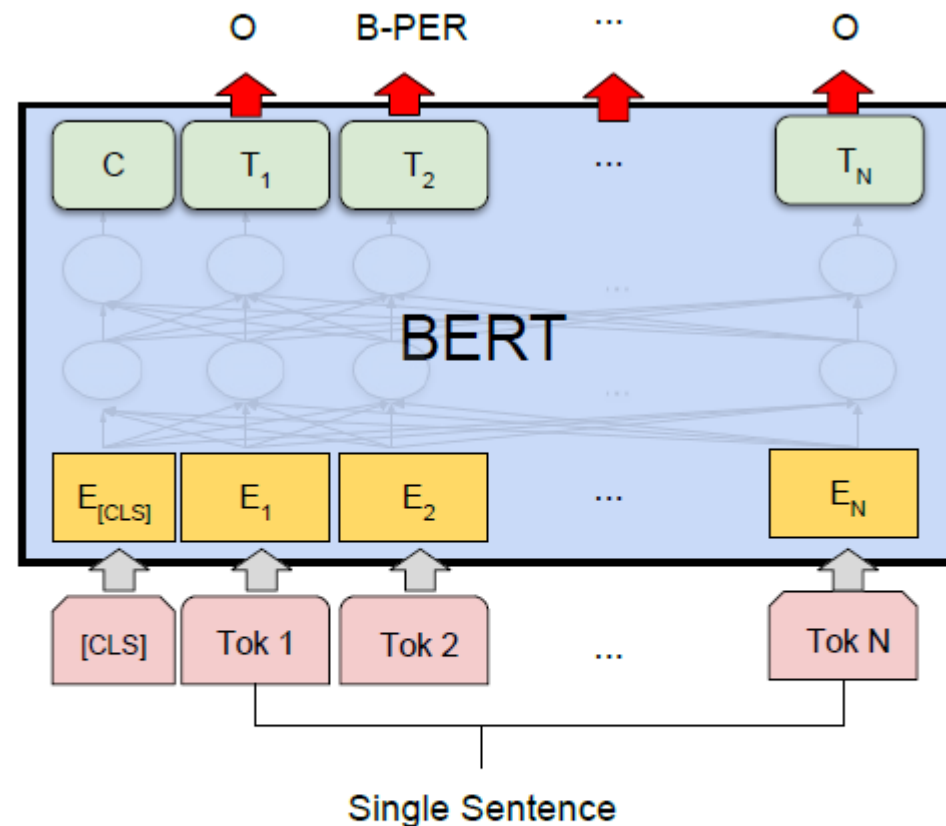 O B-PER ... O
C T1 T2 ... TN
...
BERT
...
E[CLS] E1 E2 ... EN
[CLS] Tok 1 Tok 2 ... Tok N
Single Sentence